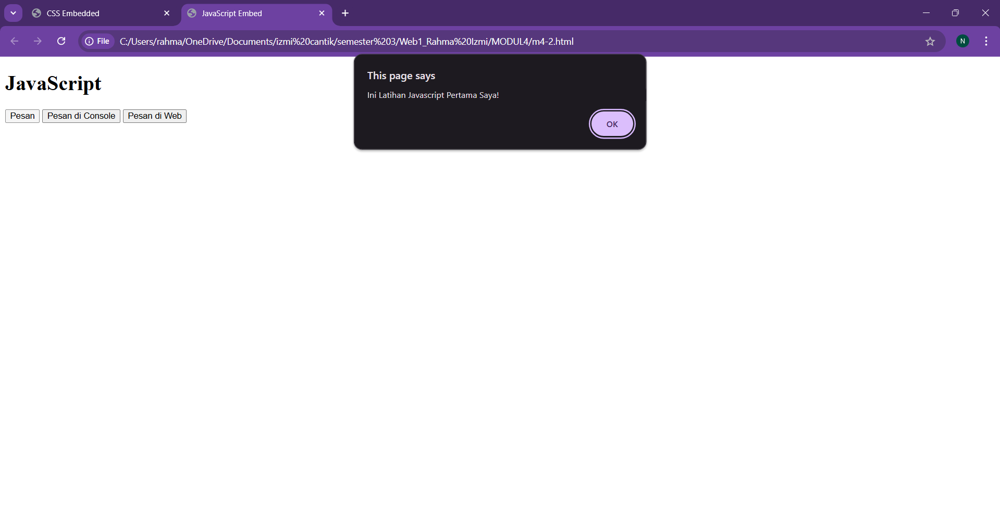 CSS Embedded
JavaScript Embed
File
C:/Users/rahma/OneDrive/Documents/izmi%20cantik/semester%203/Web1_Rahma%20Izmi/MODUL4/m4-2.html
N
This page says
Ini Latihan Javascript Pertama Saya!
OK
JavaScript
Pesan Pesan di Console Pesan di Web